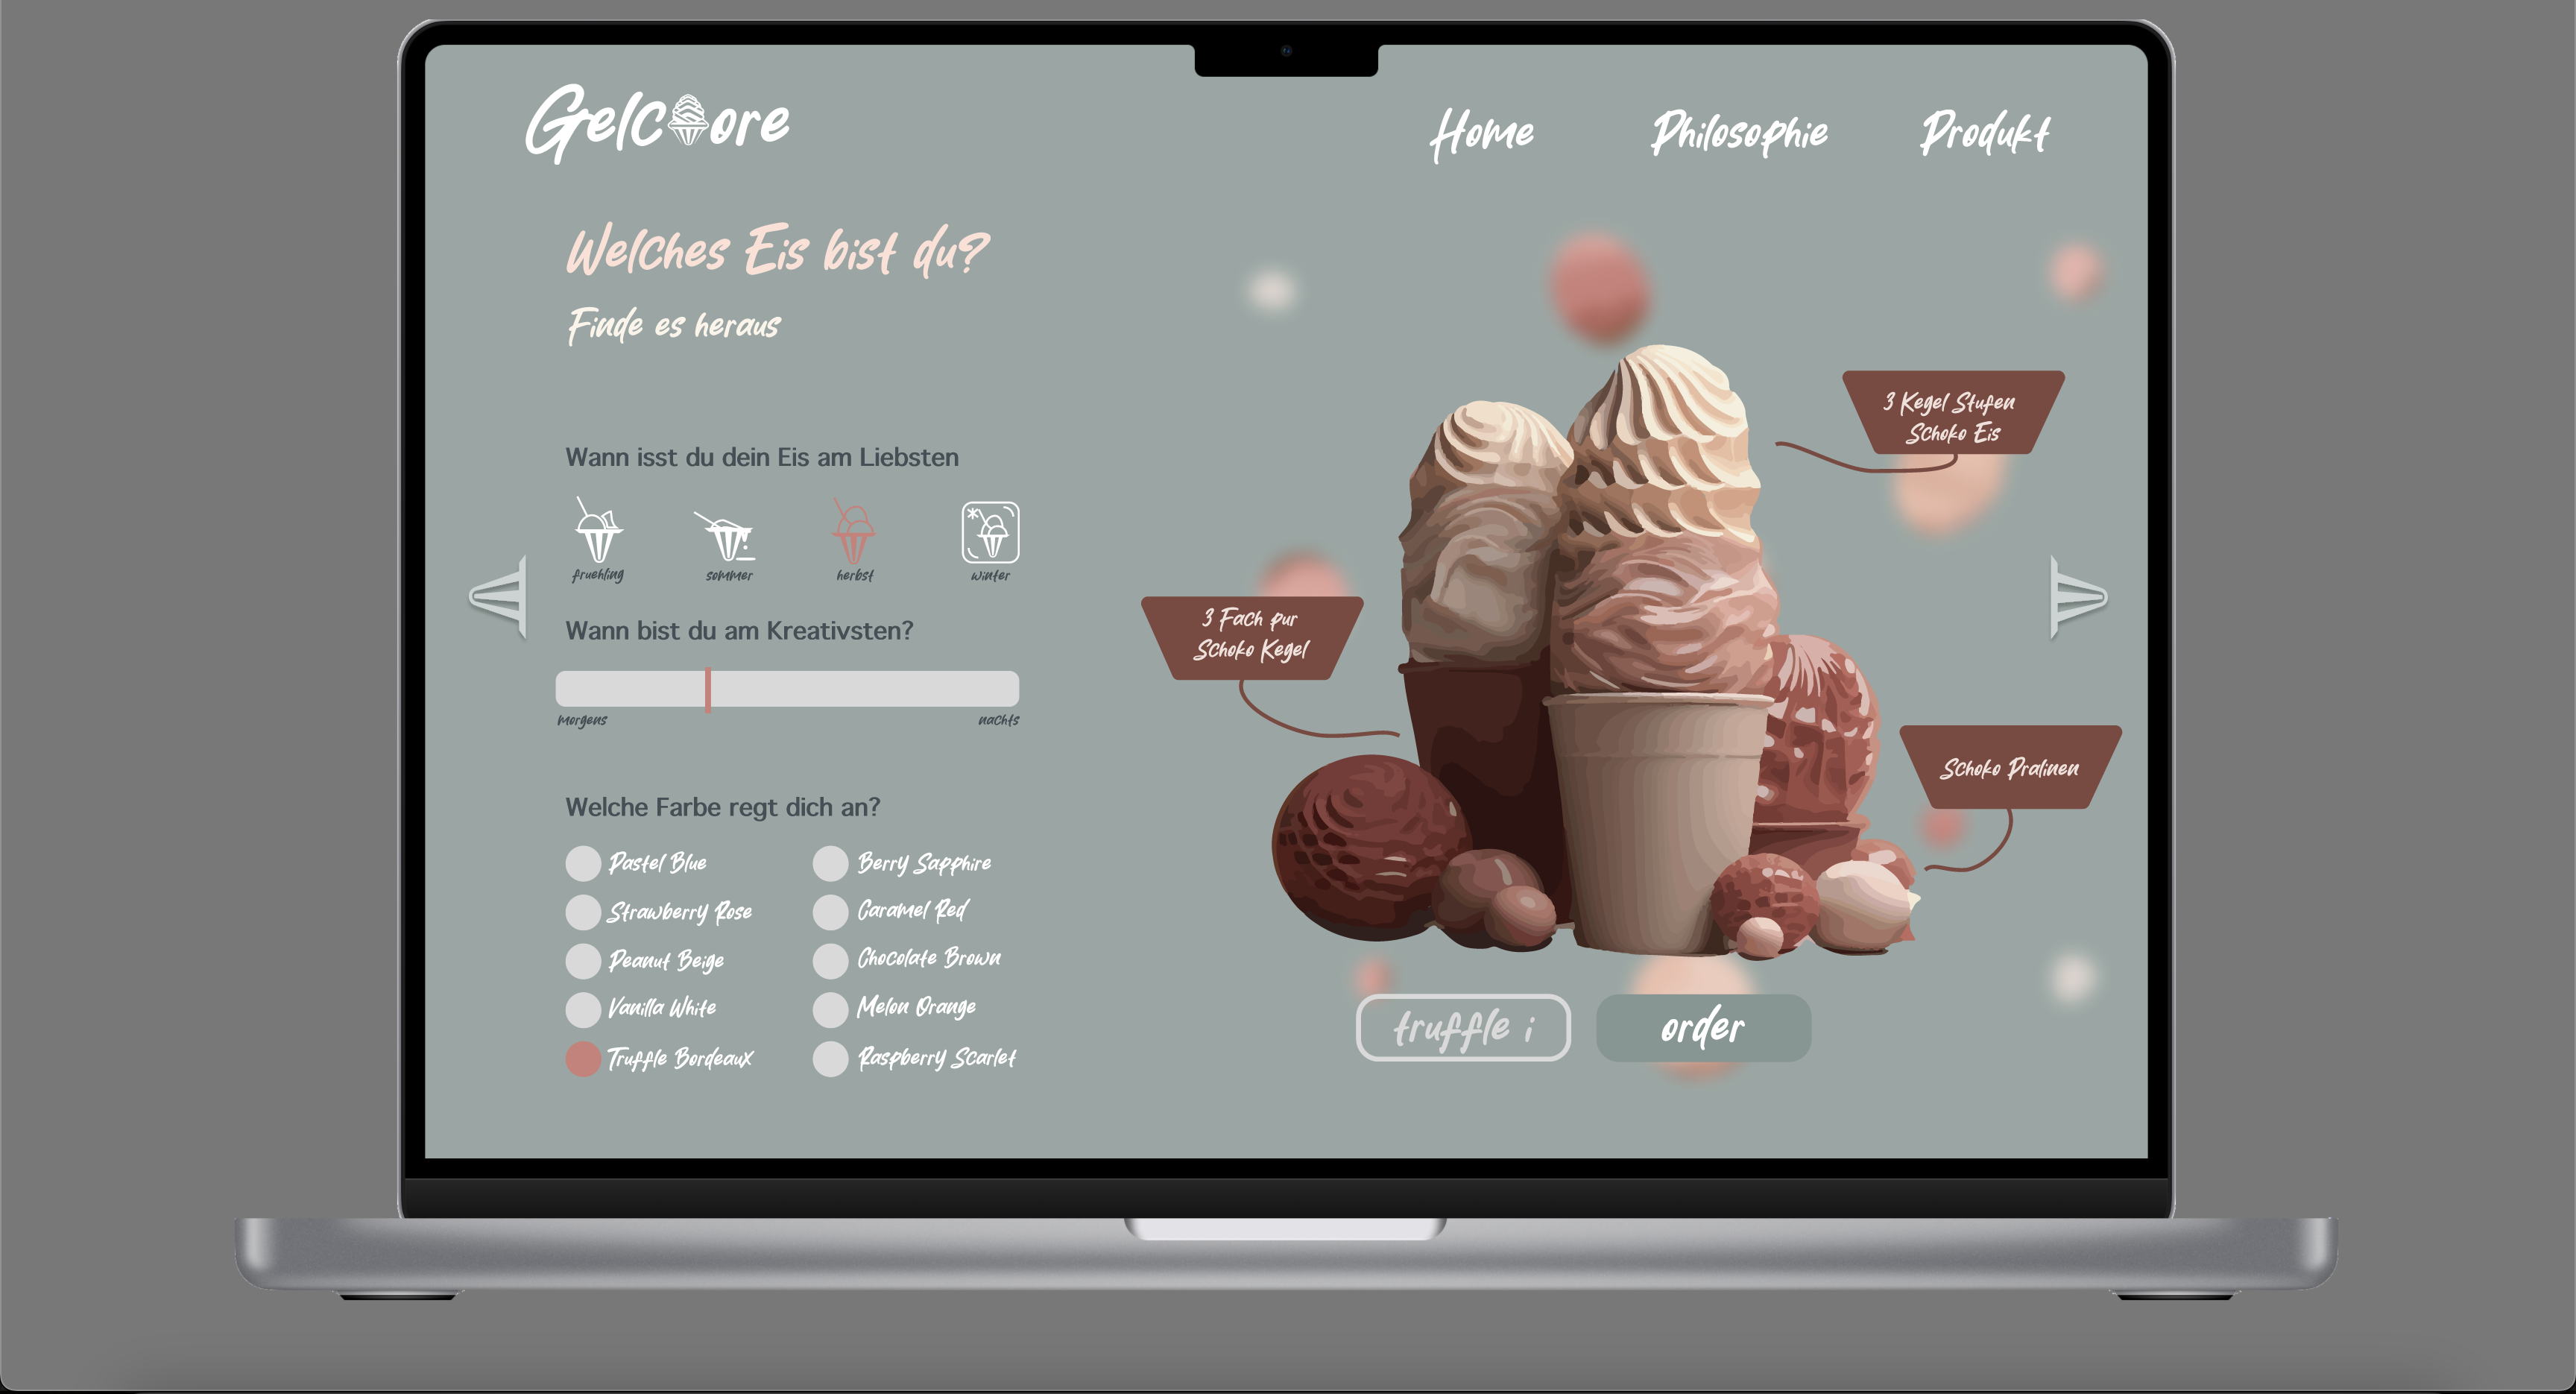 Gelcore
Home Philosophie Produkt
Welches Eis bist du?
Finde es heraus
Wann isst du dein Eis am Liebsten
fruehling sommer herbst winter
Wann bist du am Kreativsten?
morgens nachts
Welche Farbe regt dich an?
Pastel Blue
Strawberry Rose
Peanut Beige
Vanilla White
Truffle Bordeaux
Berry Sapphire
Caramel Red
Chocolate Brown
Melon Orange
Raspberry Scarlet
3 Kegel Stufen
Schoko Eis
3 Fach pur
Schoko Kegel
Schoko Pralinen
truffle i
order